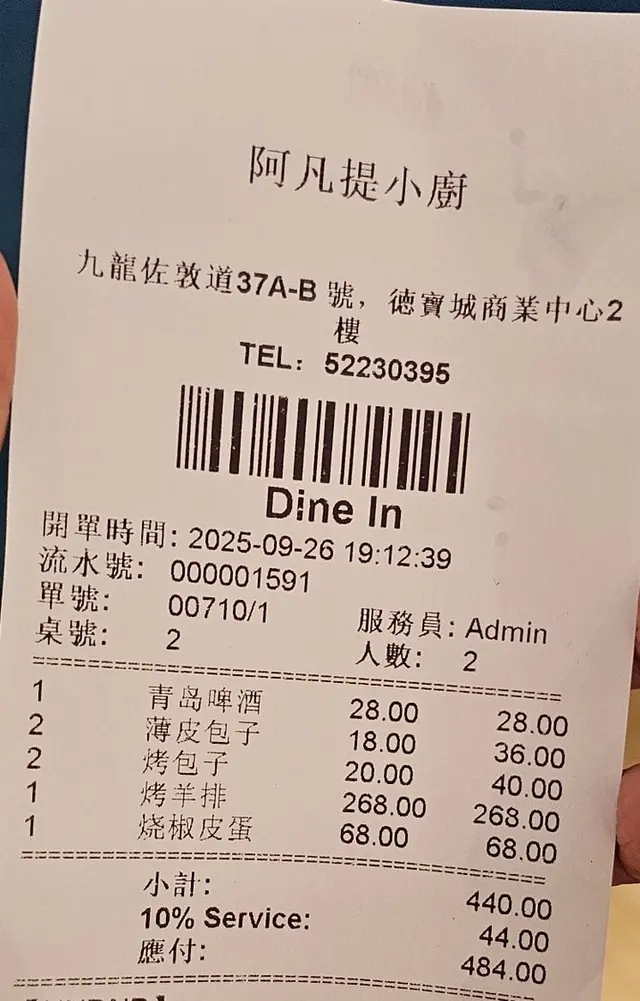 阿凡提小廚
九龍佐敦道37A-B 號，德寶城商業中心2
樓
TEL：52230395
Dine In
開單時間: 2025-09-26 19:12:39
流水號: 000001591
單號: 00710/1 服務員: Admin
桌號: 2 人數: 2
1 青岛啤酒 28.00 28.00
2 薄皮包子 18.00 36.00
2 烤包子 20.00 40.00
1 烤羊排 268.00 268.00
1 烧椒皮蛋 68.00 68.00
小計: 440.00
10% Service: 44.00
應付: 484.00